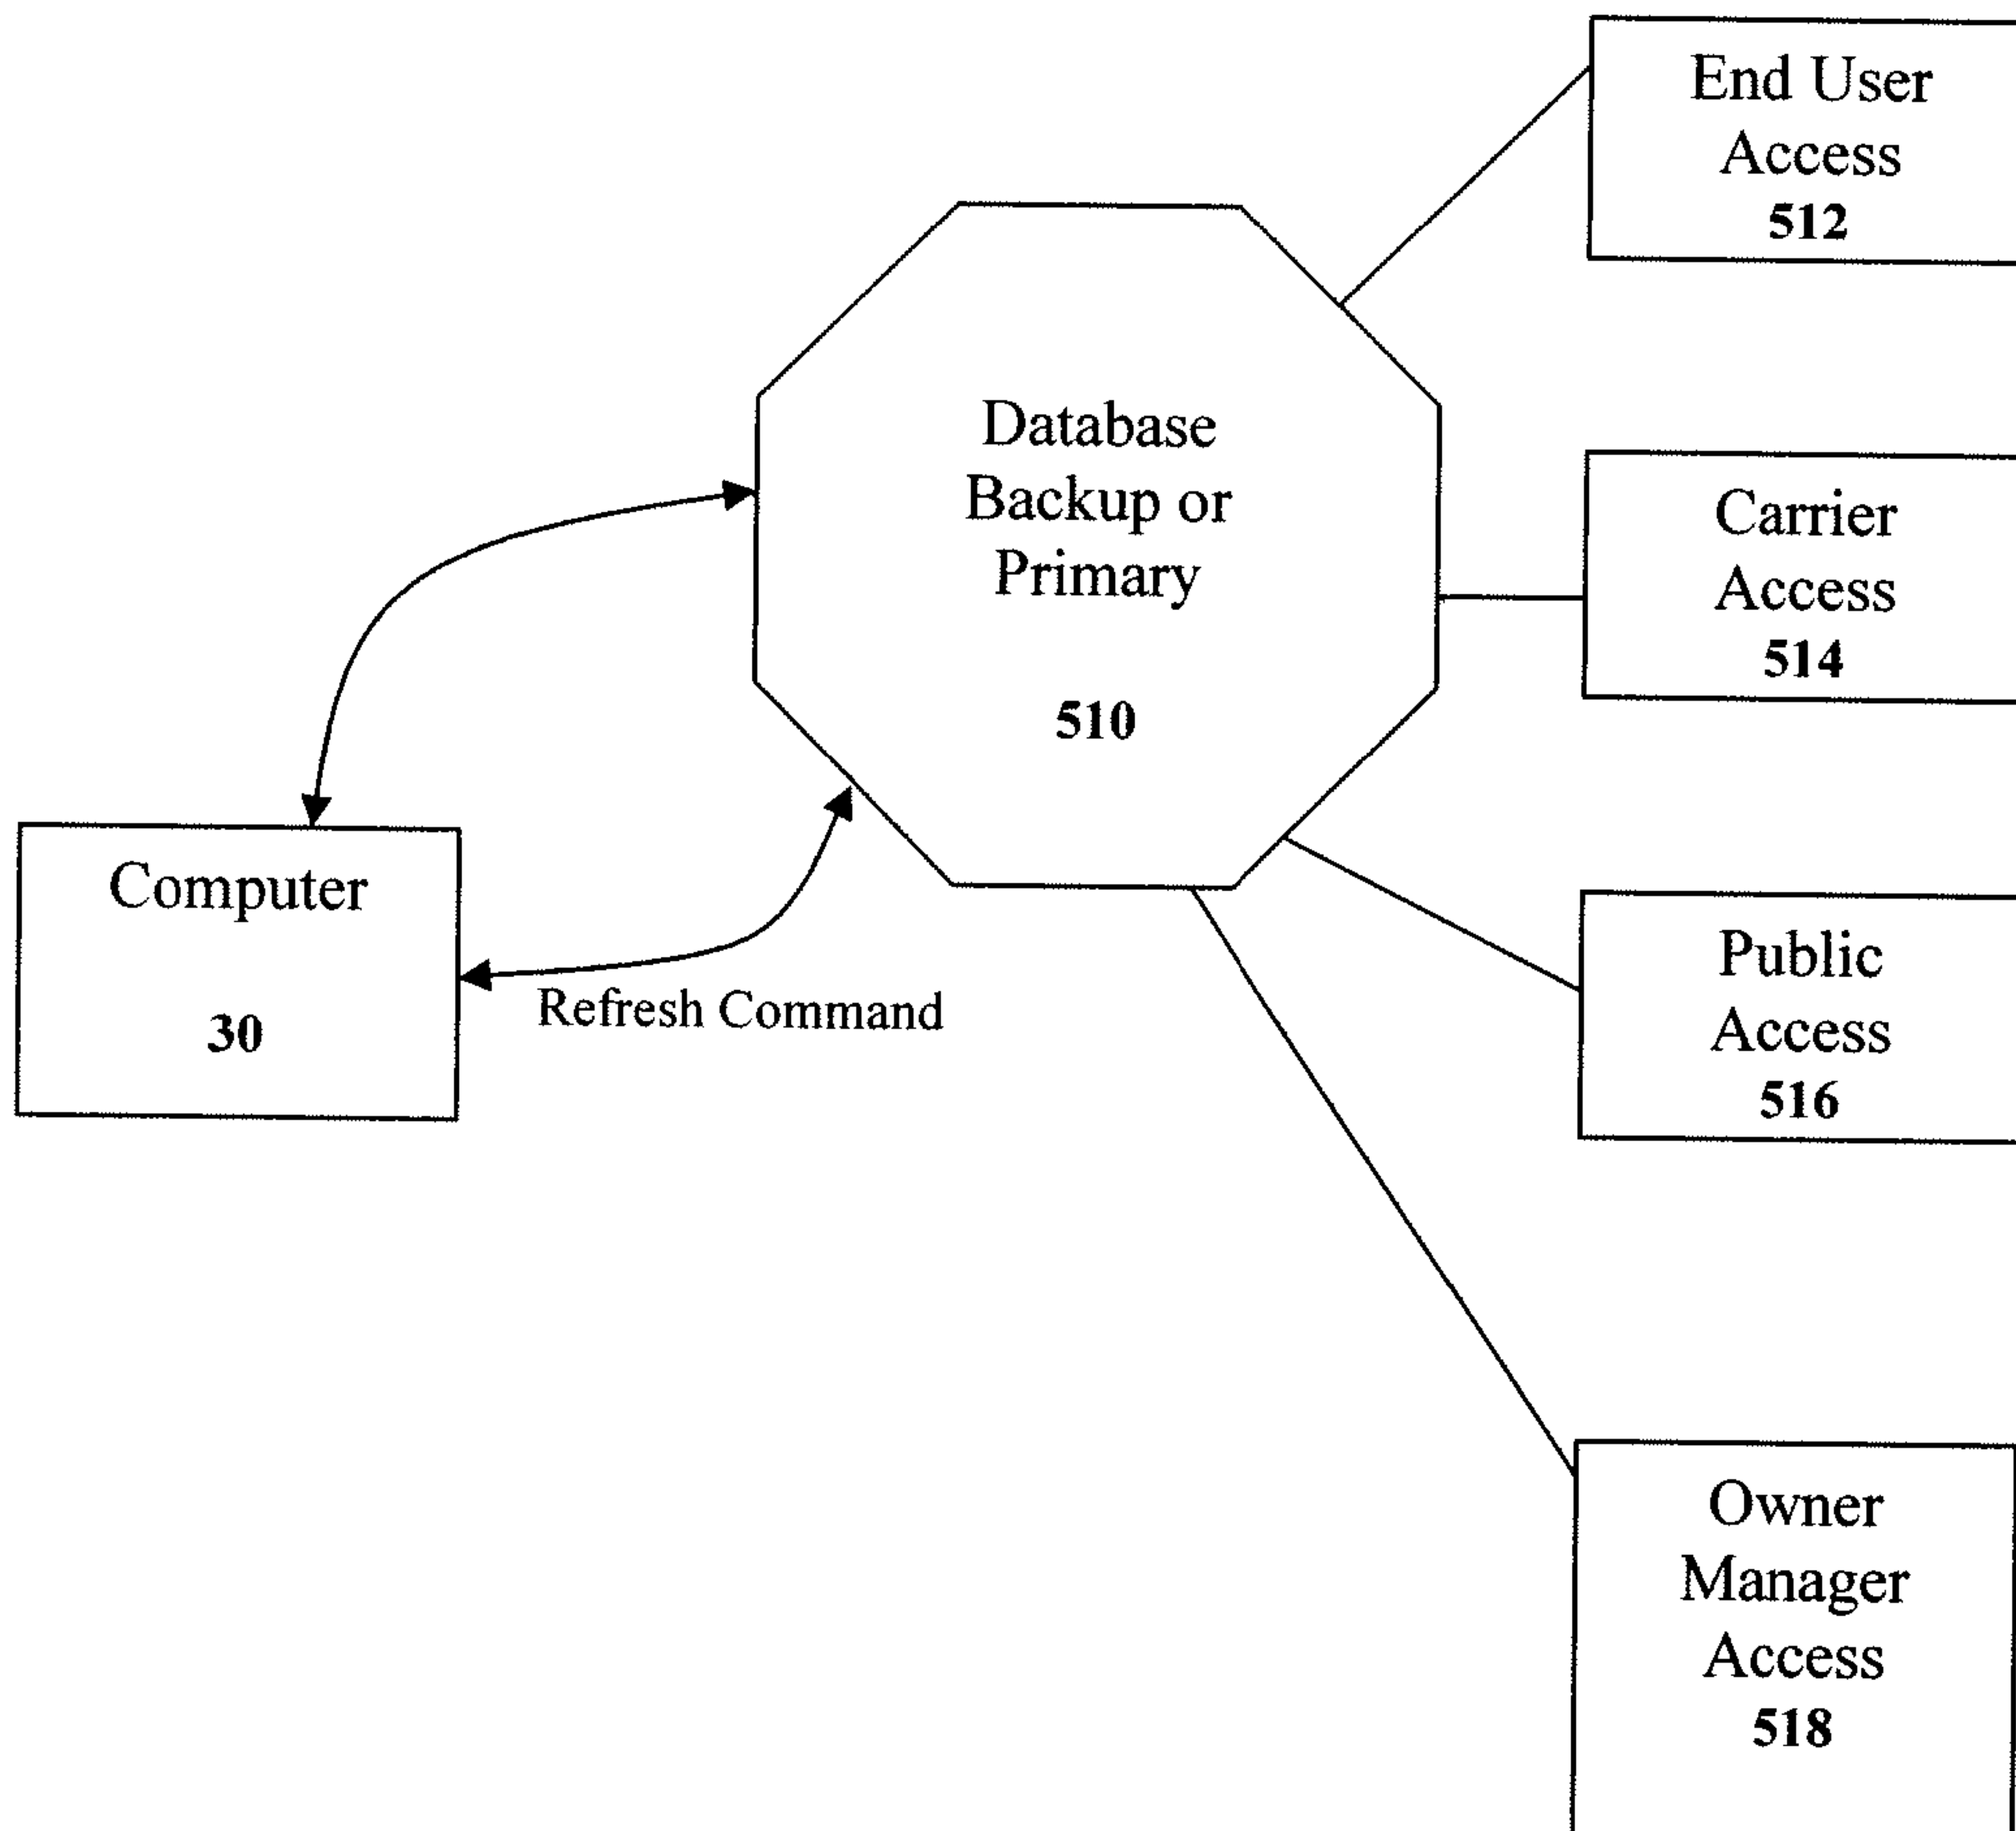 End User
Access
512
Database
Backup or
Primary
510
Carrier
Access
514
Computer
30
Refresh Command
Public
Access
516
Owner
Manager
Access
518